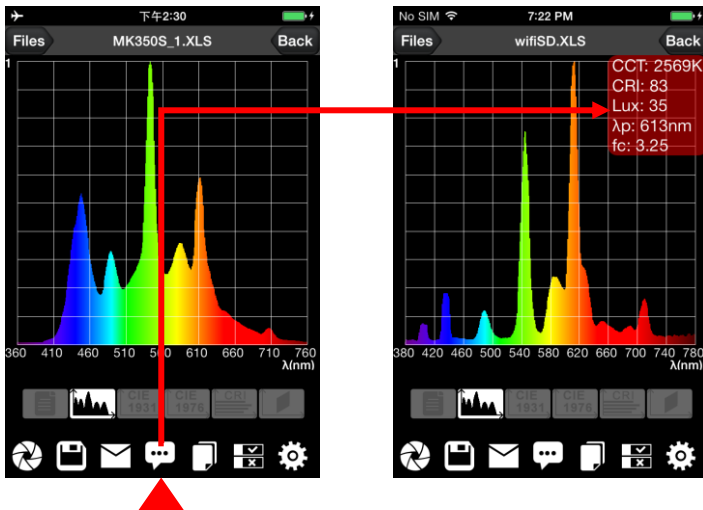 下午2:30
Files MK350S_1.XLS Back
1
360 410 460 510 560 610 660 710 760
λ(nm)
CIE 1931
CIE 1976
CRI
No SIM 7:22 PM
Files wifiSD.XLS Back
1
CCT: 2569K
CRI: 83
Lux: 35
λp: 613nm
fc: 3.25
380 420 460 500 540 580 620 660 700 740 780
λ(nm)
CIE 1931
CIE 1976
CRI